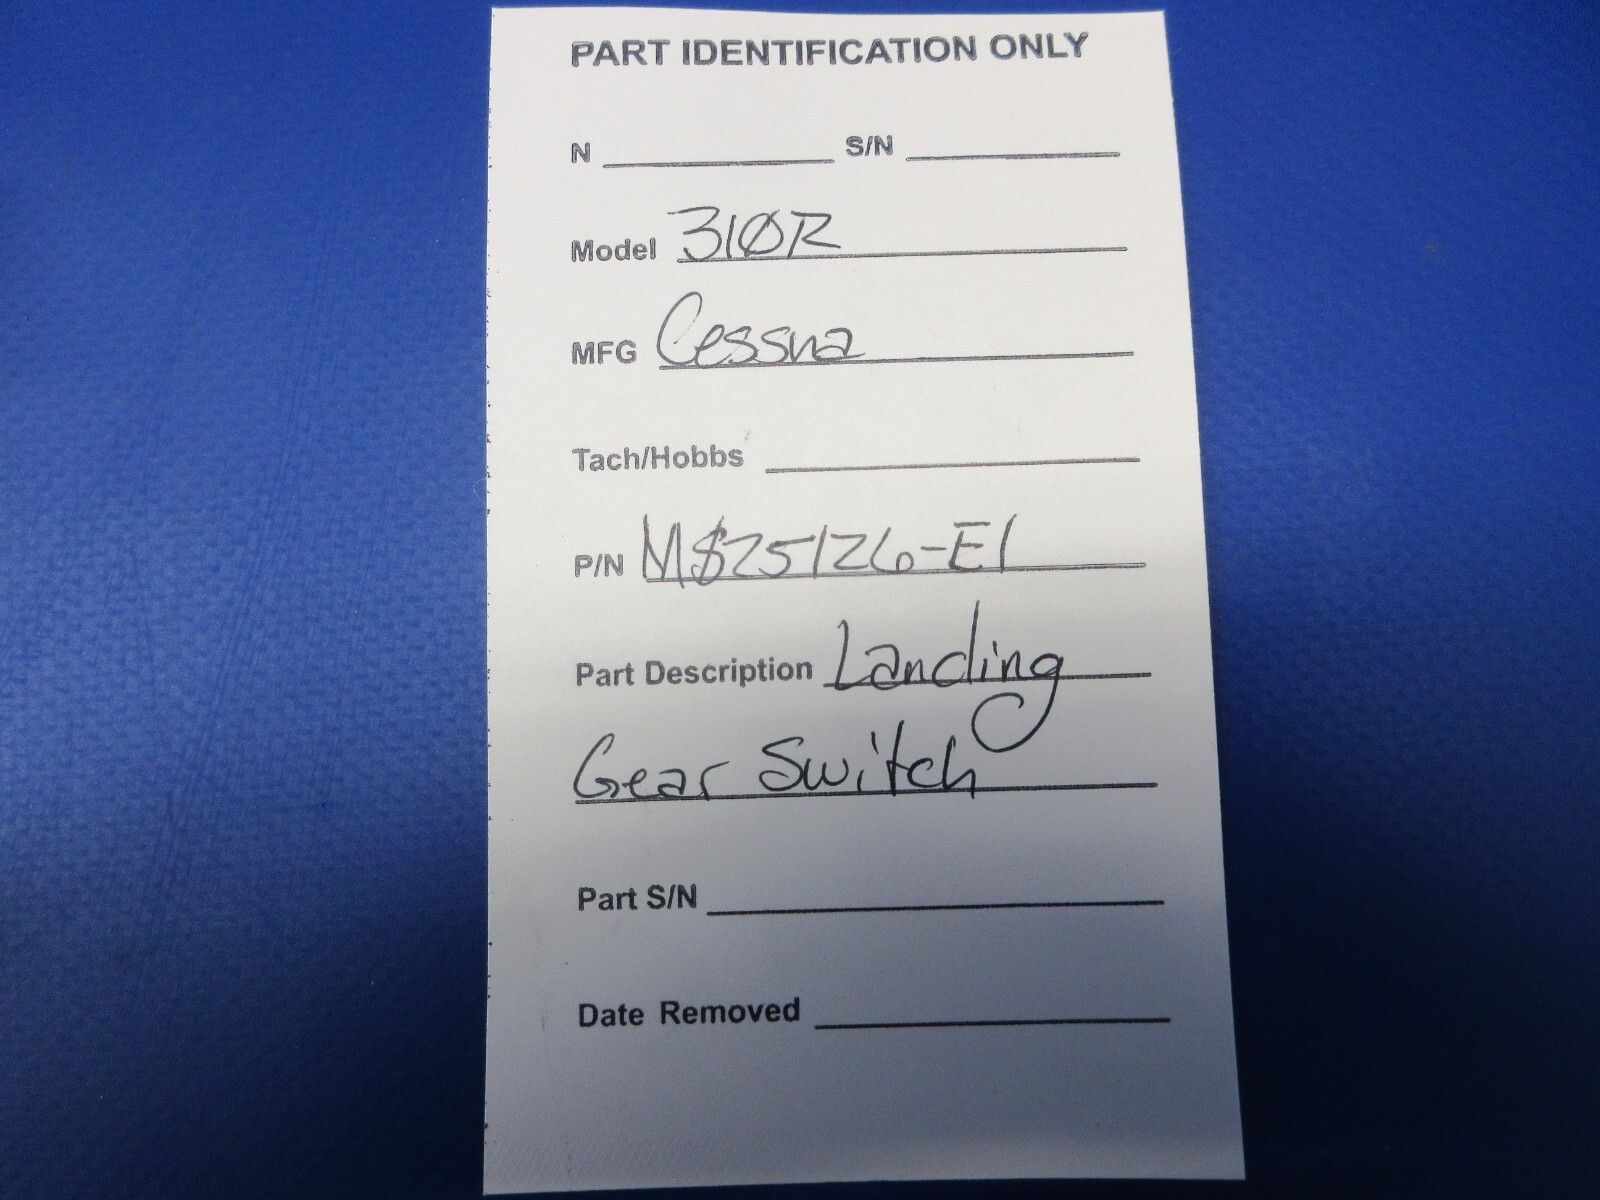 PART IDENTIFICATION ONLY
N S/N
Model 310R
MFG Cessna
Tach/Hobbs
P/N MS25126-E1
Part Description Landing
Gear Switch
Part S/N
Date Removed